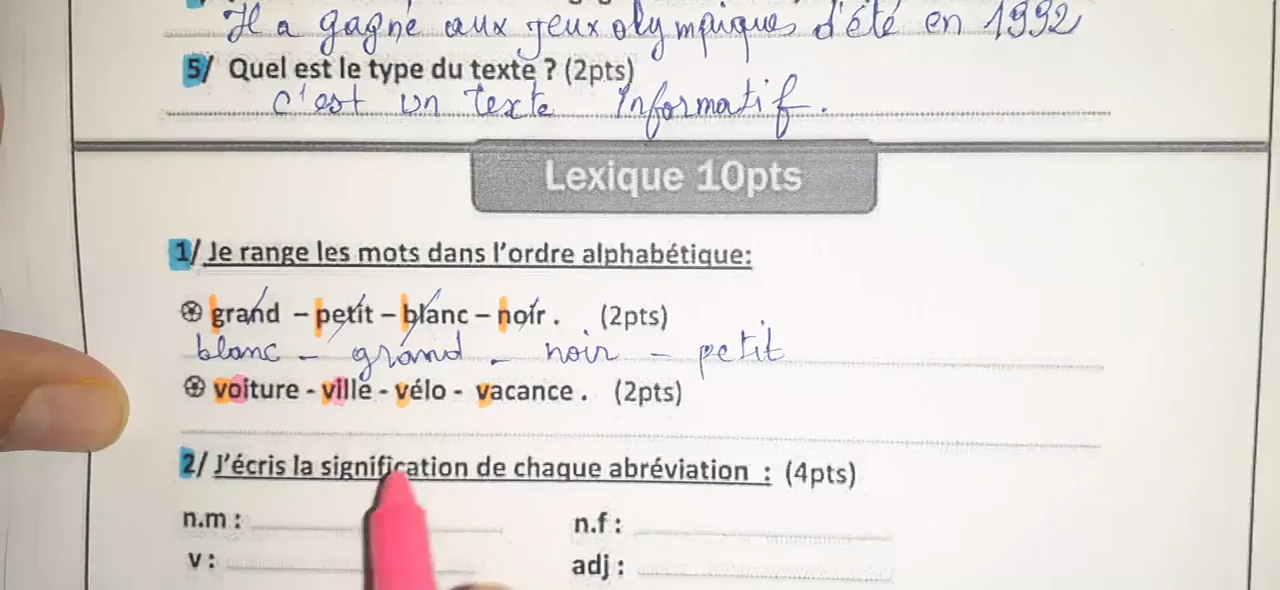 Il a gagné aux jeux olympiques d'été en 1992
5/ Quel est le type du texte ? (2pts)
c'est un texte Informatif.
Lexique 10pts
1/ Je range les mots dans l'ordre alphabétique:
grand – petit – blanc – noir . (2pts)
blanc - grand - noir - petit
voiture - ville - vélo - vacance . (2pts)
2/ J'écris la signification de chaque abréviation : (4pts)
n.m : n.f :
v : adj :